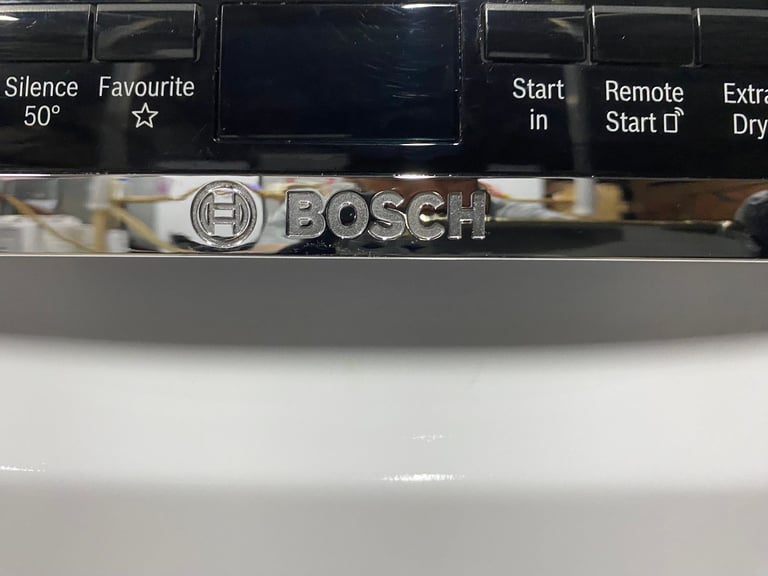 Silence
50°
Favourite
☆
Start
in
Remote
Start
Extra
Dry
BOSCH